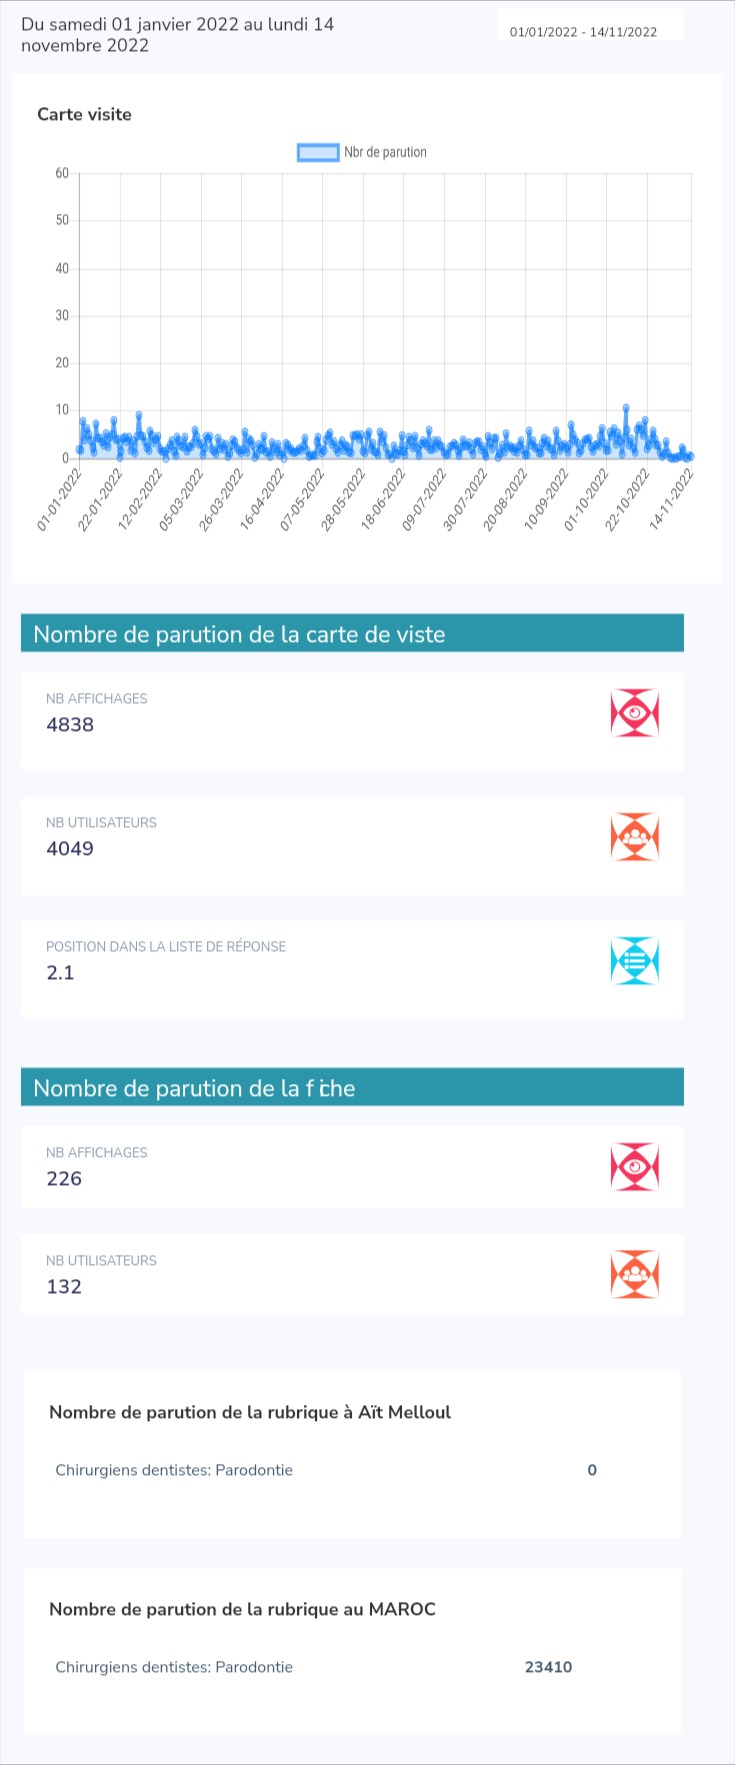 Du samedi 01 janvier 2022 au lundi 14
novembre 2022
01/01/2022 - 14/11/2022
Carte visite
Nbr de parution
60
50
40
30
20
10
0
01-01-2022
22-01-2022
12-02-2022
05-03-2022
26-03-2022
16-04-2022
07-05-2022
28-05-2022
18-06-2022
09-07-2022
30-07-2022
20-08-2022
10-09-2022
01-10-2022
22-10-2022
14-11-2022
Nombre de parution de la carte de viste
NB AFFICHAGES
4838
NB UTILISATEURS
4049
POSITION DANS LA LISTE DE RÉPONSE
2.1
Nombre de parution de la fiche
NB AFFICHAGES
226
NB UTILISATEURS
132
Nombre de parution de la rubrique à Aït Melloul
Chirurgiens dentistes: Parodontie 0
Nombre de parution de la rubrique au MAROC
Chirurgiens dentistes: Parodontie 23410